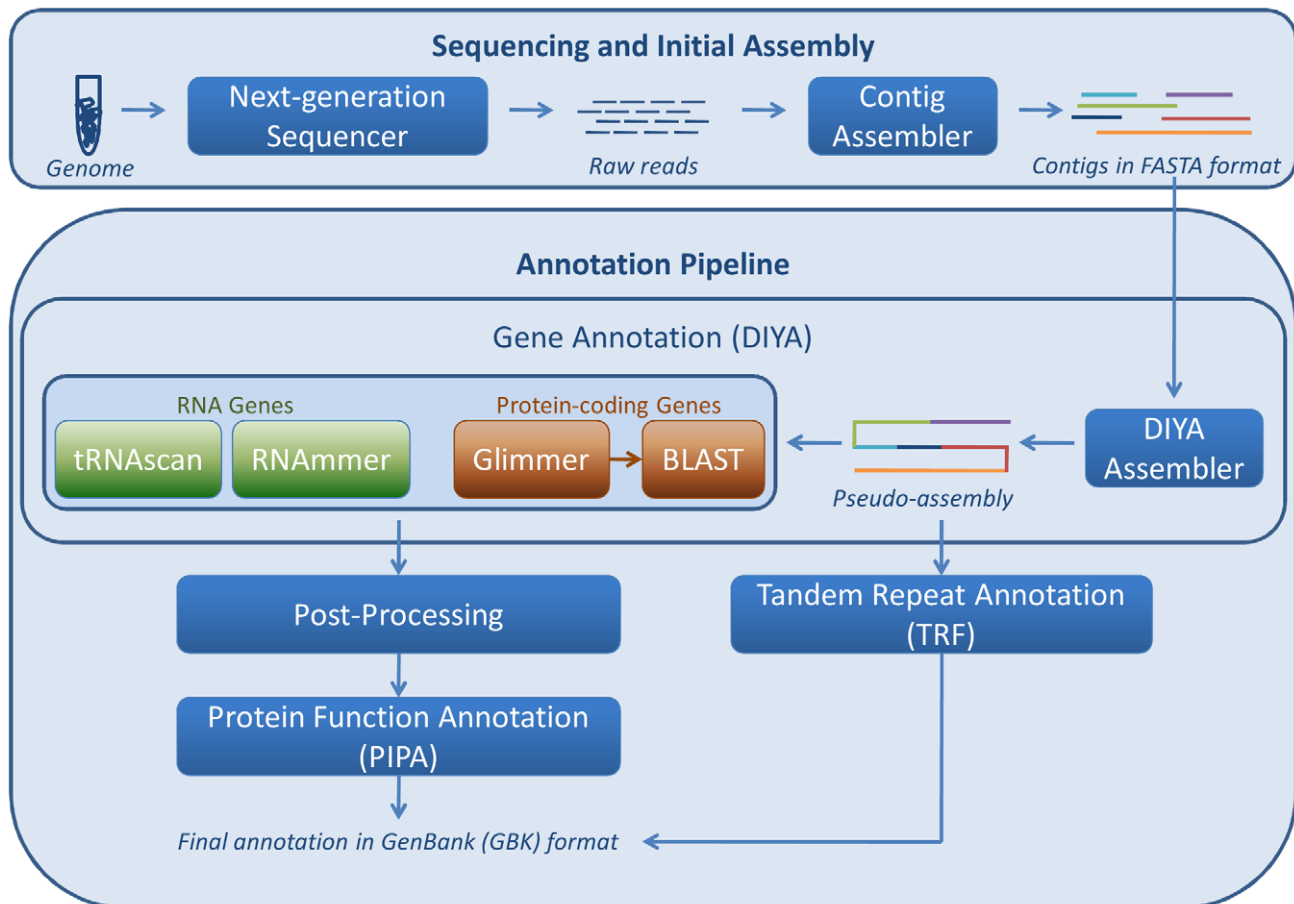 Sequencing and Initial Assembly
Next-generation
Sequencer
Contig
Assembler
Genome
Raw reads
Contigs in FASTA format
Annotation Pipeline
Gene Annotation (DIYA)
RNA Genes
Protein-coding Genes
tRNAscan
RNAmmer
Glimmer
BLAST
Pseudo-assembly
DIYA
Assembler
Post-Processing
Tandem Repeat Annotation
(TRF)
Protein Function Annotation
(PIPA)
Final annotation in GenBank (GBK) format